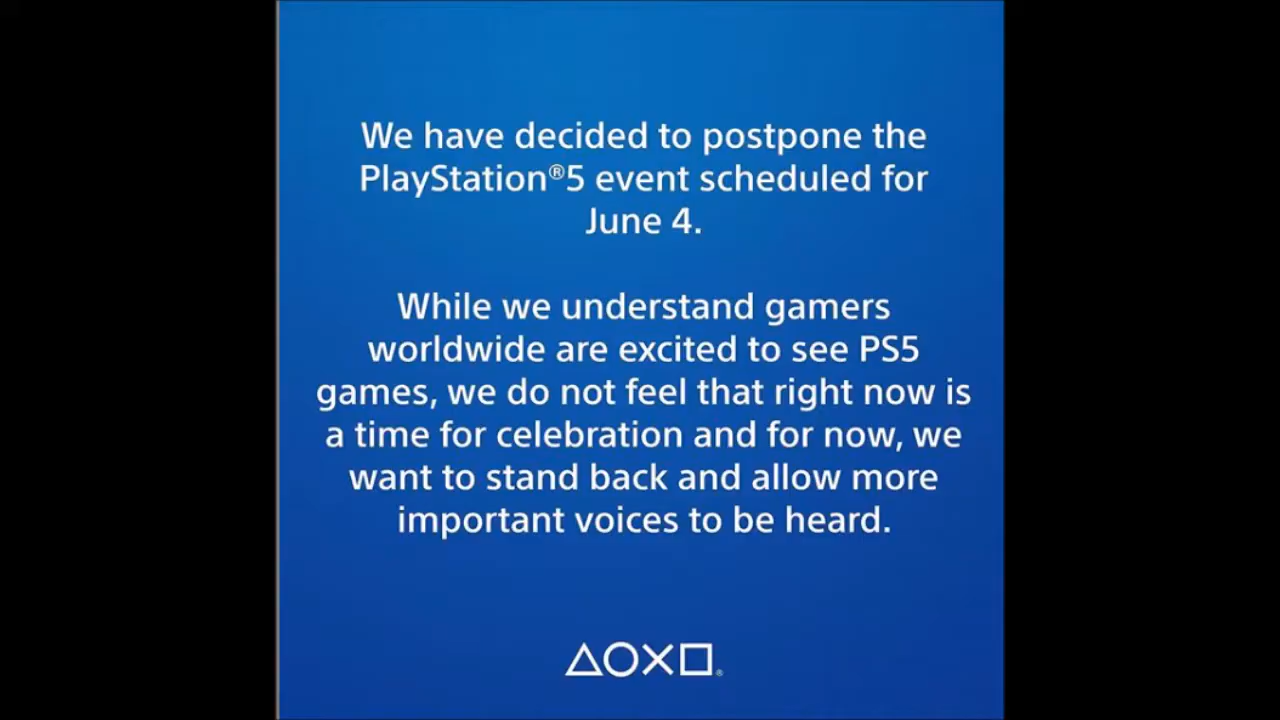 We have decided to postpone the
PlayStation®5 event scheduled for
June 4.
While we understand gamers
worldwide are excited to see PS5
games, we do not feel that right now is
a time for celebration and for now, we
want to stand back and allow more
important voices to be heard.
®